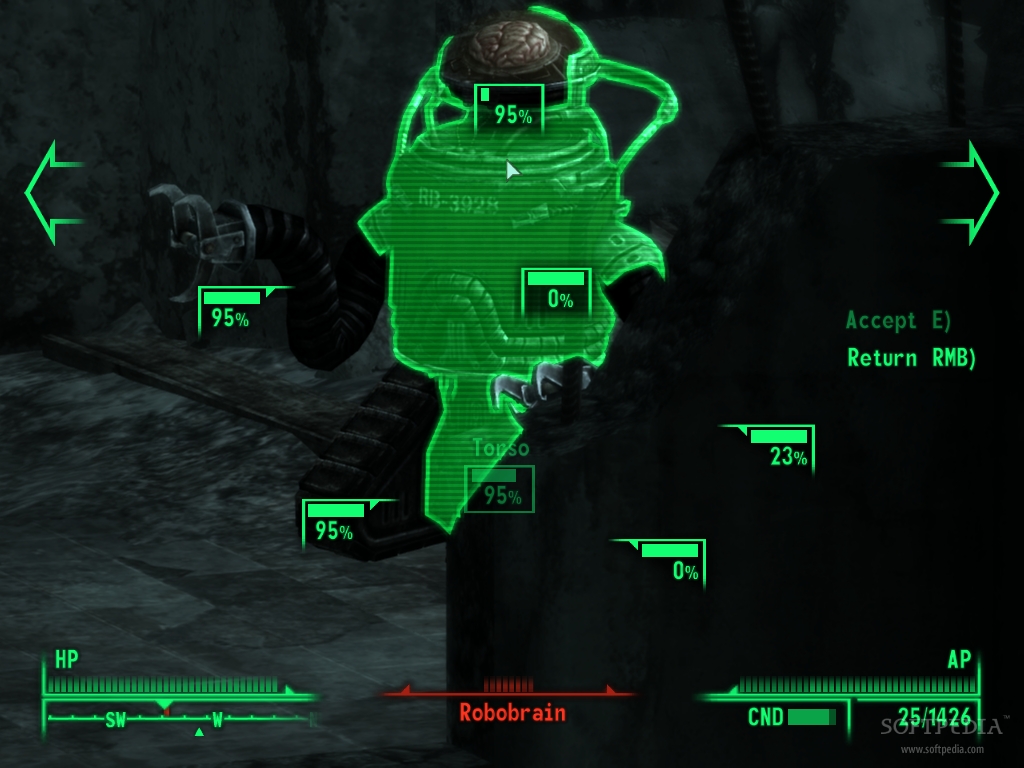 95%
RB-3928
0%
95%
Accept E)
Return RMB)
23%
Torso
95%
95%
0%
HP
AP
SW
W
N
Robobrain
CND
25/1426
SOFTPEDIA™
www.softpedia.com